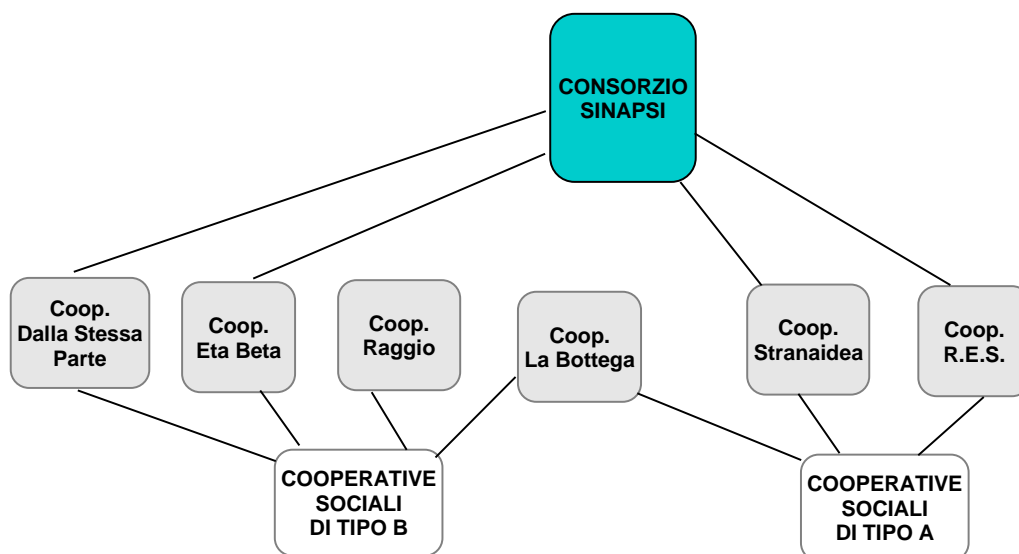 CONSORZIO
SINAPSI
Coop.
Dalla Stessa
Parte
Coop.
Eta Beta
Coop.
Raggio
Coop.
La Bottega
Coop.
Stranaidea
Coop.
R.E.S.
COOPERATIVE
SOCIALI
DI TIPO B
COOPERATIVE
SOCIALI
DI TIPO A